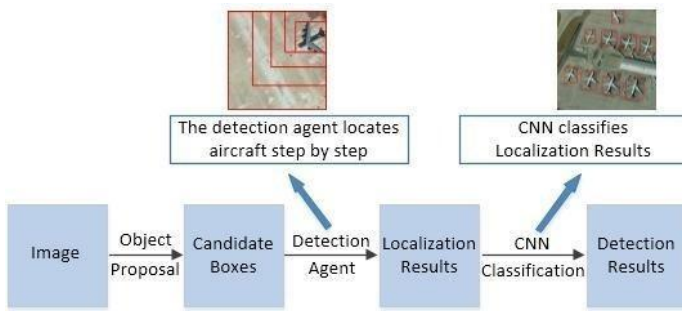 The detection agent locates
aircraft step by step
CNN classifies
Localization Results
Image
Object
Proposal
Candidate
Boxes
Detection
Agent
Localization
Results
CNN
Classification
Detection
Results